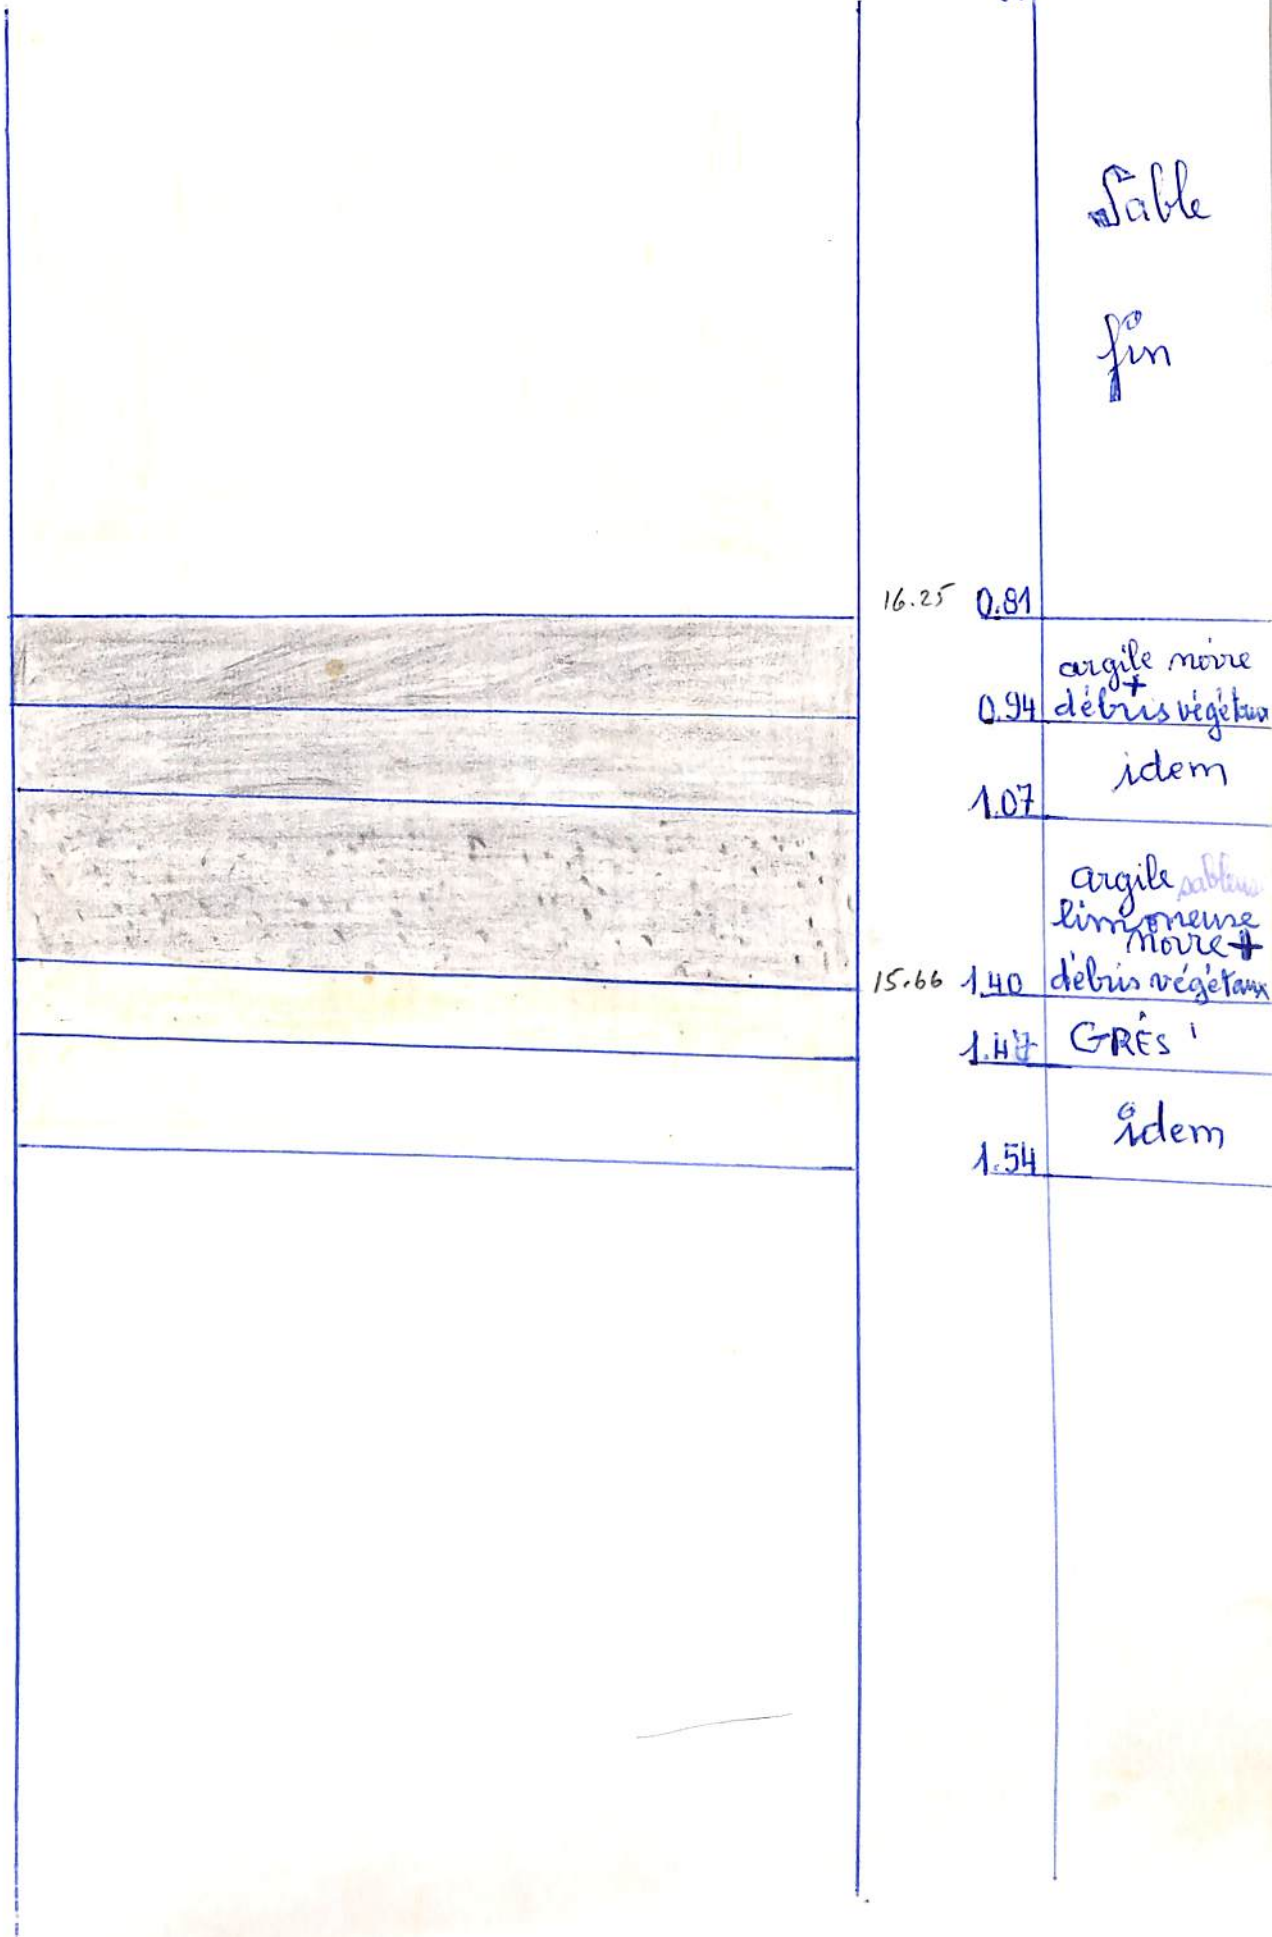 Sable
fin
16.25 0.81
argile noire
+
0.94 débris végétaux
idem
1.07
argile sableuse
limoneuse
noire +
15.66 1.40 débris végétaux
1.47 GRÈS
idem
1.54